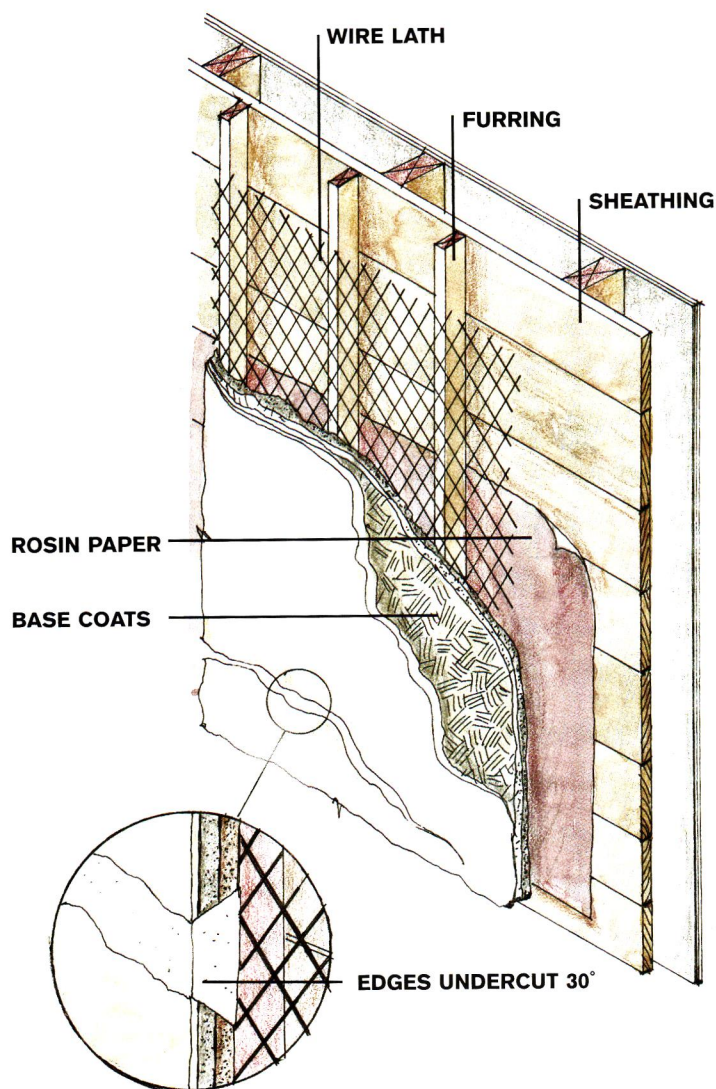 WIRE LATH
FURRING
SHEATHING
ROSIN PAPER
BASE COATS
EDGES UNDERCUT 30°